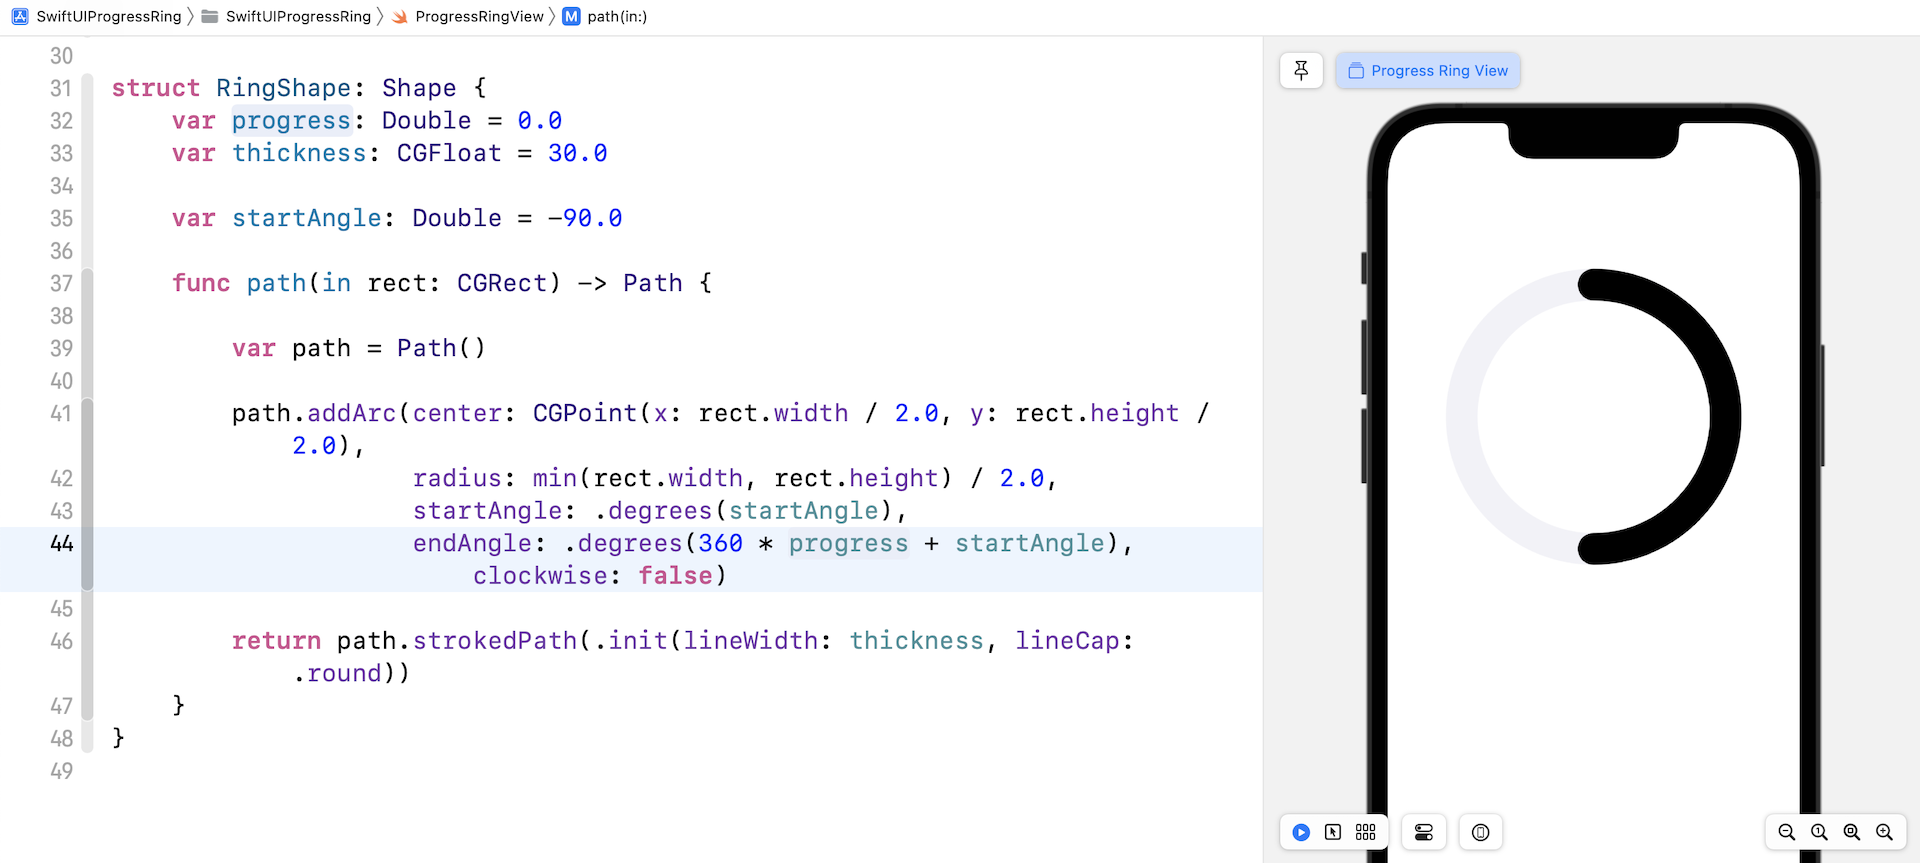 SwiftUIProgressRing SwiftUIProgressRing ProgressRingView M path(in:)
30
31 struct RingShape: Shape {
32 var progress: Double = 0.0
33 var thickness: CGFloat = 30.0
34
35 var startAngle: Double = -90.0
36
37 func path(in rect: CGRect) -> Path {
38
39 var path = Path()
40
41 path.addArc(center: CGPoint(x: rect.width / 2.0, y: rect.height /
2.0),
42 radius: min(rect.width, rect.height) / 2.0,
43 startAngle: .degrees(startAngle),
44 endAngle: .degrees(360 * progress + startAngle),
clockwise: false)
45
46 return path.strokedPath(.init(lineWidth: thickness, lineCap:
.round))
47 }
48 }
49
Progress Ring View